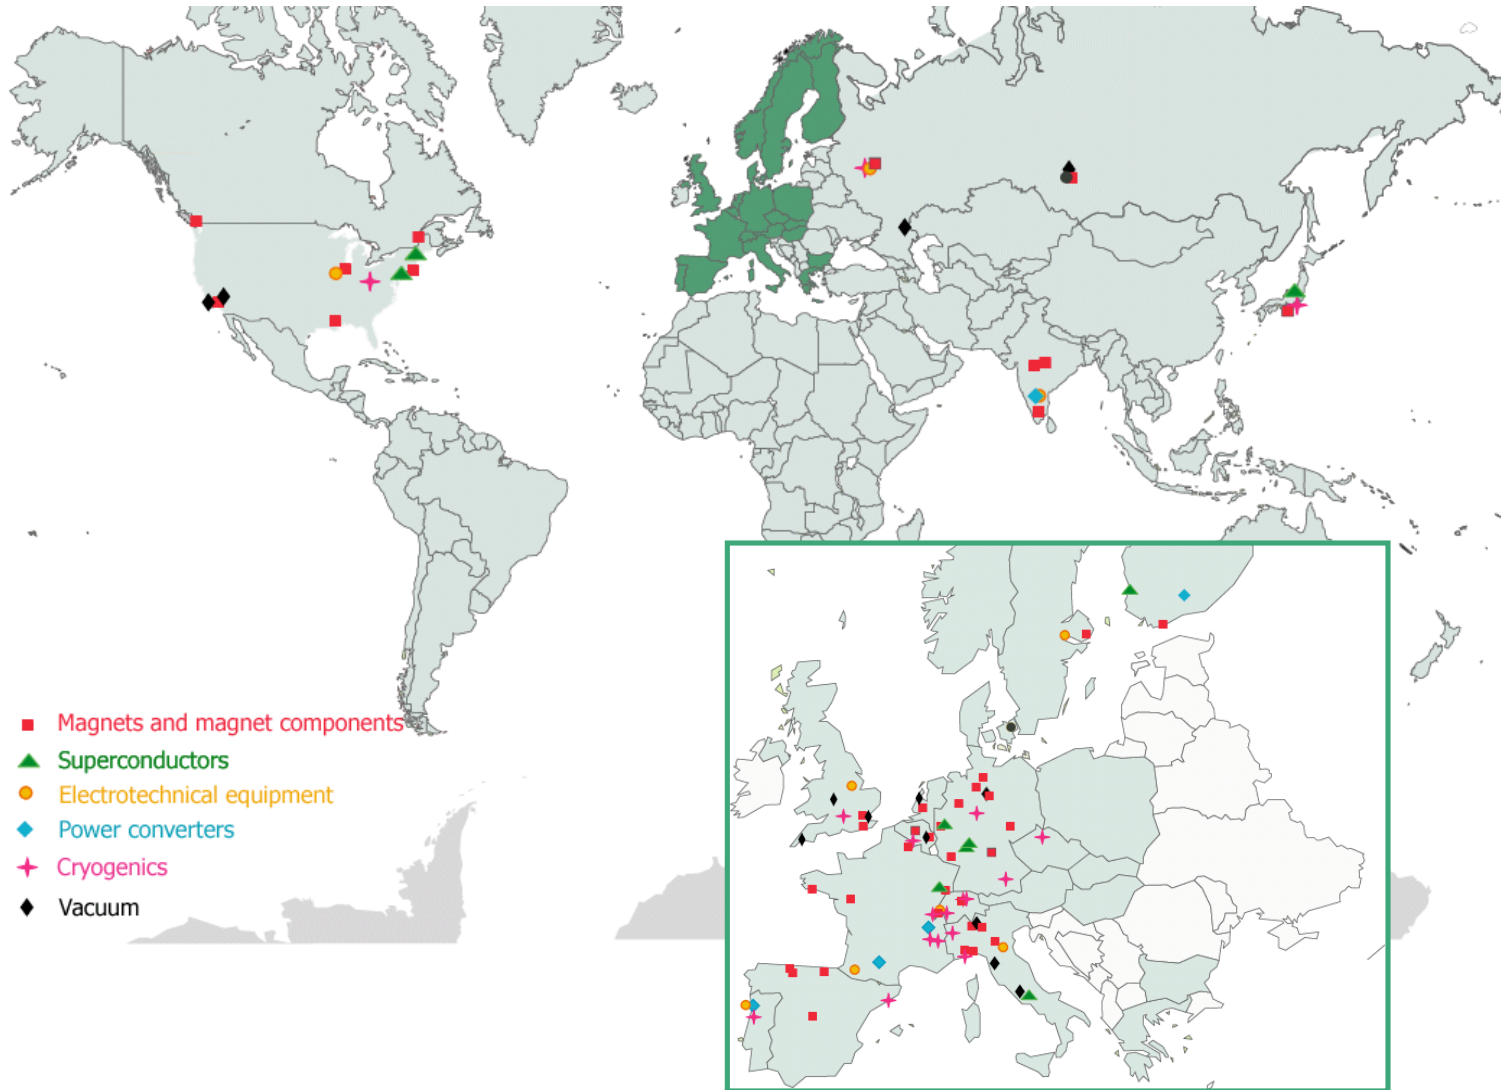 Magnets and magnet components
Superconductors
Electrotechnical equipment
Power converters
Cryogenics
Vacuum